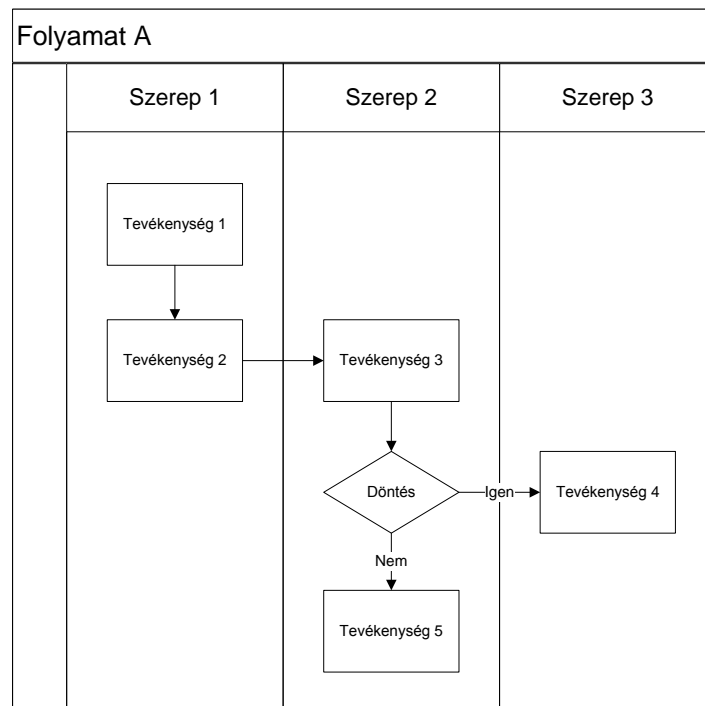 Folyamat A
Szerep 1
Szerep 2
Szerep 3
Tevékenység 1
Tevékenység 2
Tevékenység 3
Döntés
Igen
Tevékenység 4
Nem
Tevékenység 5